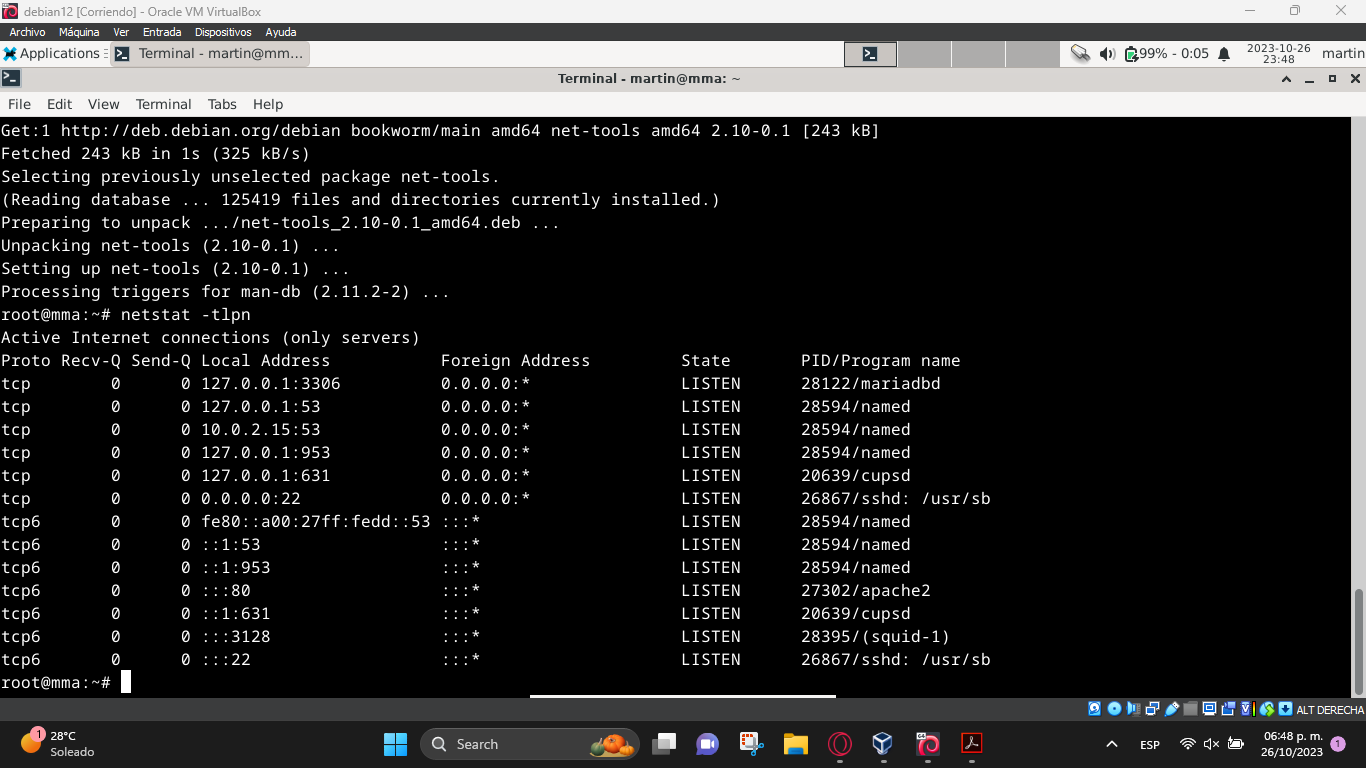 debian12 [Corriendo] - Oracle VM VirtualBox
Archivo Máquina Ver Entrada Dispositivos Ayuda
Applications Terminal - martin@mm... 99% - 0:05 2023-10-26 23:48 martin
Terminal - martin@mma: ~
File Edit View Terminal Tabs Help
Get:1 http://deb.debian.org/debian bookworm/main amd64 net-tools amd64 2.10-0.1 [243 kB]
Fetched 243 kB in 1s (325 kB/s)
Selecting previously unselected package net-tools.
(Reading database ... 125419 files and directories currently installed.)
Preparing to unpack .../net-tools_2.10-0.1_amd64.deb ...
Unpacking net-tools (2.10-0.1) ...
Setting up net-tools (2.10-0.1) ...
Processing triggers for man-db (2.11.2-2) ...
root@mma:~# netstat -tlpn
Active Internet connections (only servers)
Proto Recv-Q Send-Q Local Address           Foreign Address         State       PID/Program name
tcp        0      0 127.0.0.1:3306          0.0.0.0:*               LISTEN      28122/mariadbd
tcp        0      0 127.0.0.1:53            0.0.0.0:*               LISTEN      28594/named
tcp        0      0 10.0.2.15:53            0.0.0.0:*               LISTEN      28594/named
tcp        0      0 127.0.0.1:953           0.0.0.0:*               LISTEN      28594/named
tcp        0      0 127.0.0.1:631           0.0.0.0:*               LISTEN      20639/cupsd
tcp        0      0 0.0.0.0:22              0.0.0.0:*               LISTEN      26867/sshd: /usr/sb
tcp6       0      0 fe80::a00:27ff:fedd::53 :::*                    LISTEN      28594/named
tcp6       0      0 ::1:53                  :::*                    LISTEN      28594/named
tcp6       0      0 ::1:953                 :::*                    LISTEN      28594/named
tcp6       0      0 :::80                   :::*                    LISTEN      27302/apache2
tcp6       0      0 ::1:631                 :::*                    LISTEN      20639/cupsd
tcp6       0      0 :::3128                 :::*                    LISTEN      28395/(squid-1)
tcp6       0      0 :::22                   :::*                    LISTEN      26867/sshd: /usr/sb
root@mma:~#
ALT DERECHA
1 28°C
Soleado
Search
ESP
06:48 p. m.
26/10/2023
1